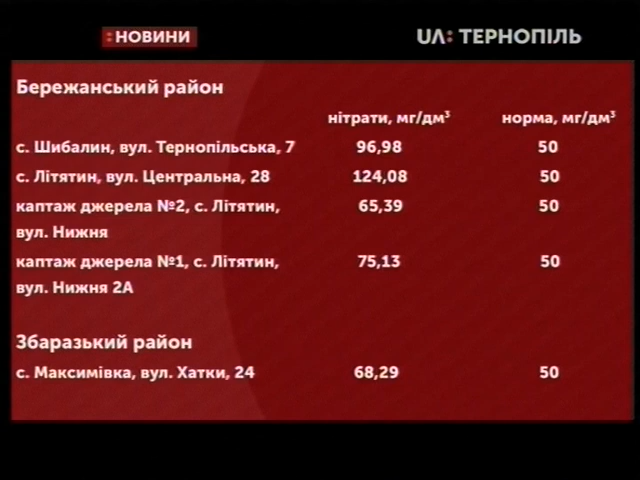 :НОВИНИ
UA: ТЕРНОПІЛЬ
Бережанський район
нітрати, мг/дм³ норма, мг/дм³
с. Шибалин, вул. Тернопільська, 7 96,98 50
с. Літятин, вул. Центральна, 28 124,08 50
каптаж джерела №2, с. Літятин, 65,39 50
вул. Нижня
каптаж джерела №1, с. Літятин, 75,13 50
вул. Нижня 2А
Збаразький район
с. Максимівка, вул. Хатки, 24 68,29 50